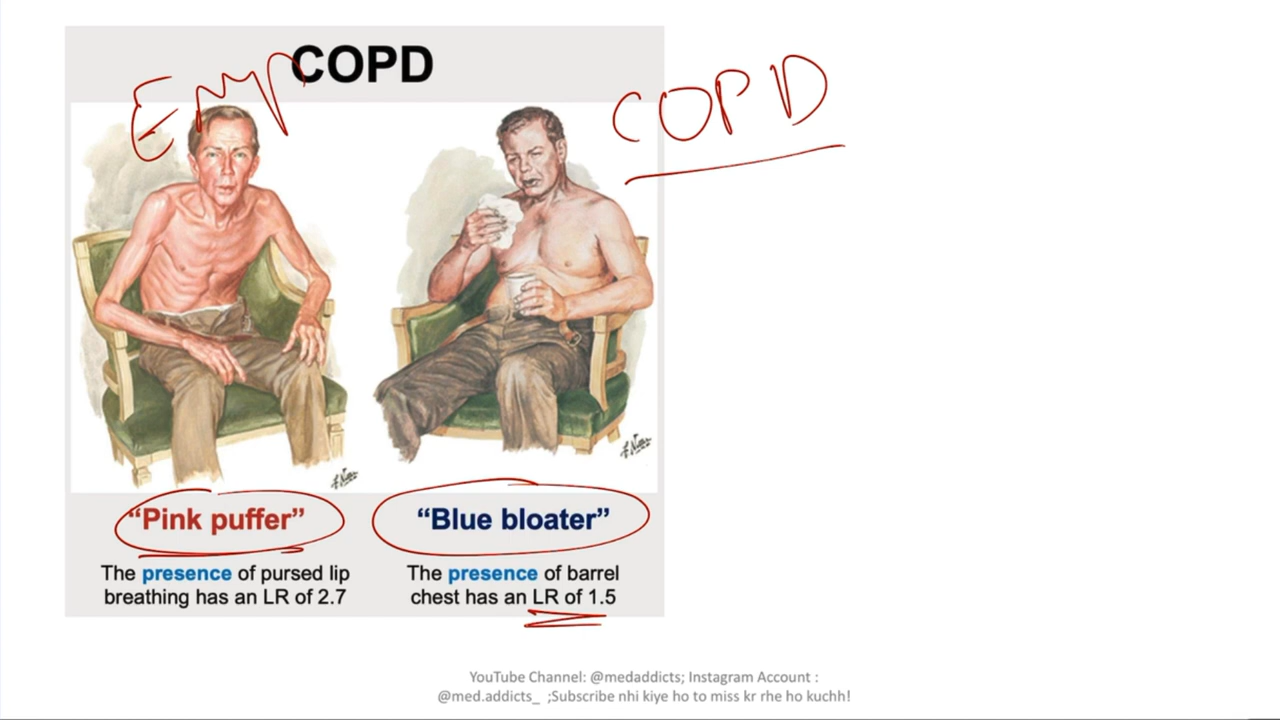 COPD
Emp
COPD
“Pink puffer”
“Blue bloater”
The presence of pursed lip
breathing has an LR of 2.7
The presence of barrel
chest has an LR of 1.5
YouTube Channel: @medaddicts; Instagram Account :
@med.addicts_ ;Subscribe nhi kiye ho to miss kr rhe ho kuchh!